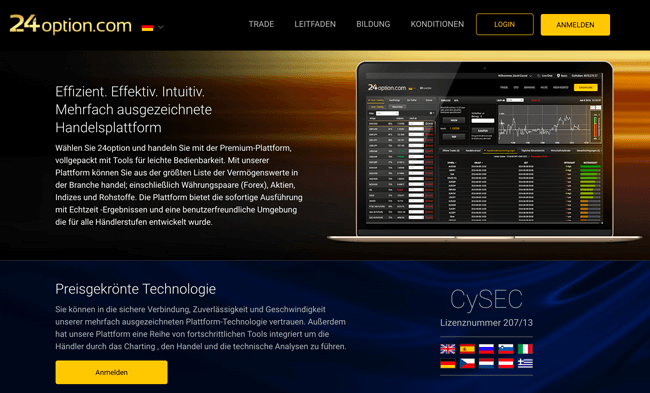 24option.com
TRADE LEITFADEN BILDUNG KONDITIONEN LOGIN ANMELDEN
Effizient. Effektiv. Intuitiv.
Mehrfach ausgezeichnete
Handelsplattform
Wählen Sie 24option und handeln Sie mit der Premium-Plattform,
vollgepackt mit Tools für leichte Bedienbarkeit. Mit unserer
Plattform können Sie aus der größten Liste der Vermögenswerte in
der Branche handel; einschließlich Währungspaare (Forex), Aktien,
Indizes und Rohstoffe. Die Plattform bietet die sofortige Ausführung
mit Echtzeit -Ergebnissen und eine benutzerfreundliche Umgebung
die für alle Händlerstufen entwickelt wurde.
24option.com
Preisgekrönte Technologie
Sie können in die sichere Verbindung, Zuverlässigkeit und Geschwindigkeit
unserer mehrfach ausgezeichneten Plattform-Technologie vertrauen. Außerdem
hat unsere Plattform eine Reihe von fortschrittlichen Tools integriert um die
Händler durch das Charting , den Handel und die technische Analysen zu führen.
Anmelden
CySEC
Lizenznummer 207/13